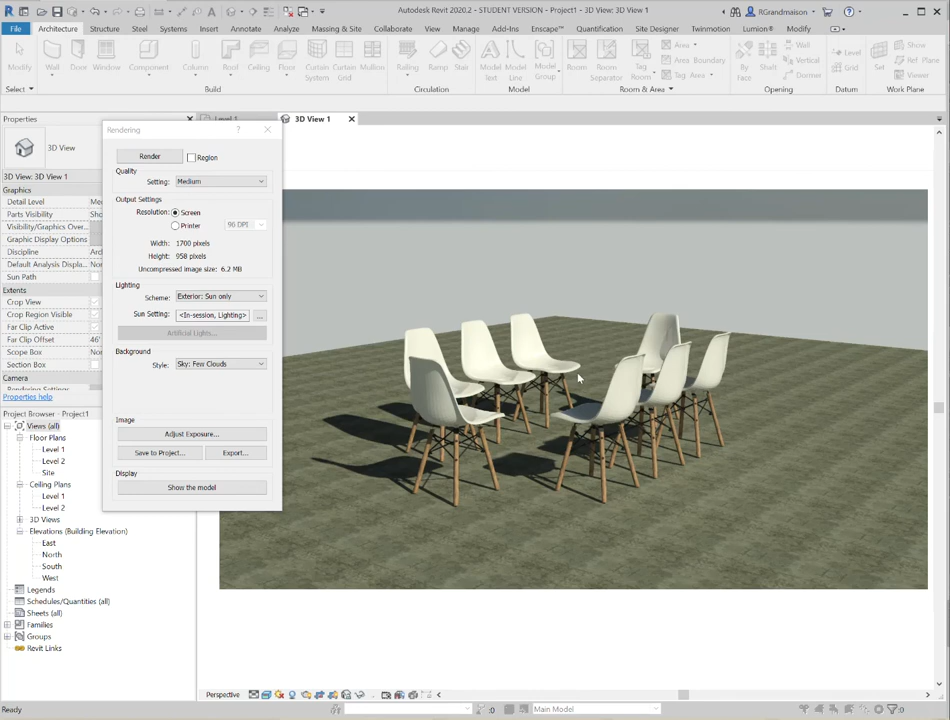 Autodesk Revit 2020.2 - STUDENT VERSION - Project1 - 3D View: 3D View 1
RGrandmaison
File Architecture Structure Steel Systems Insert Annotate Analyze Massing & Site Collaborate View Manage Add-Ins Enscape™ Quantification Site Designer Twinmotion Lumion® Modify
Modify Wall Door Window Component Column Roof Ceiling Floor Curtain System Curtain Grid Mullion Railing Ramp Stair Model Text Model Line Model Group Room Room Separator Tag Room Area Area Boundary Tag Area By Face Shaft Wall Vertical Dormer Level Grid Set Show Ref Plane Viewer
Select Build Circulation Model Room & Area Opening Datum Work Plane
Properties
Level 1
3D View 1
3D View
3D View: 3D View 1
Graphics
Detail Level Me
Parts Visibility Sho
Visibility/Graphics Over...
Graphic Display Options
Discipline Arc
Default Analysis Displa... No
Sun Path
Extents
Crop View
Crop Region Visible
Far Clip Active
Far Clip Offset 46'
Scope Box No
Section Box
Camera
Rendering Settings
Properties help
Project Browser - Project1
Views (all)
Floor Plans
Level 1
Level 2
Site
Ceiling Plans
Level 1
Level 2
3D Views
Elevations (Building Elevation)
East
North
South
West
Legends
Schedules/Quantities (all)
Sheets (all)
Families
Groups
Revit Links
Rendering
?
Render Region
Quality
Setting: Medium
Output Settings
Resolution: Screen
Printer 96 DPI
Width: 1700 pixels
Height: 958 pixels
Uncompressed image size: 6.2 MB
Lighting
Scheme: Exterior: Sun only
Sun Setting: <In-session, Lighting> ...
Artificial Lights...
Background
Style: Sky: Few Clouds
Image
Adjust Exposure...
Save to Project... Export...
Display
Show the model
Perspective
Ready
:0
Main Model
:0